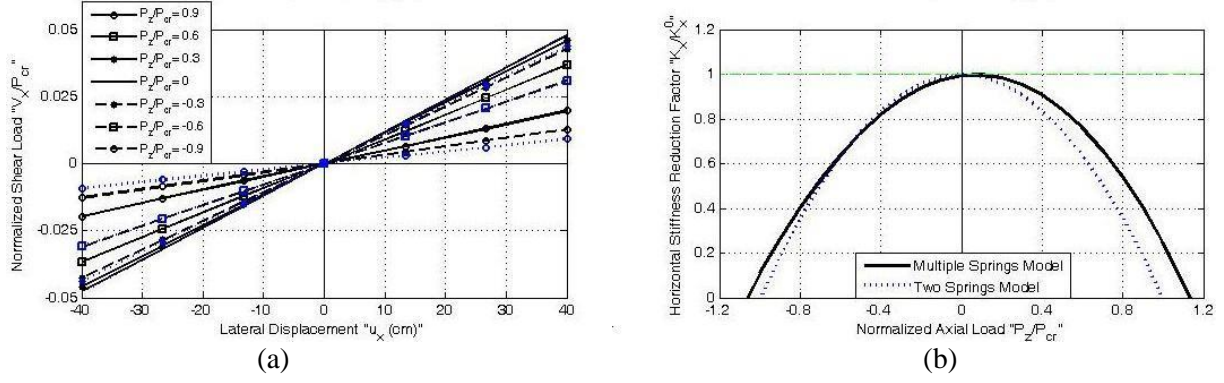 0.05
0.025
0
-0.025
-0.05
Normalized Shear Load "V_x/P_cr"
P_z/P_cr= 0.9
P_z/P_cr= 0.6
P_z/P_cr= 0.3
P_z/P_cr= 0
P_z/P_cr= -0.3
P_z/P_cr= -0.6
P_z/P_cr= -0.9
-40 -30 -20 -10 0 10 20 30 40
Lateral Displacement "u_x (cm)"
(a)
1.2
1
0.8
0.6
0.4
0.2
0
Horizontal Stiffness Reduction Factor "K_x/K^0_x"
Multiple Springs Model
Two Springs Model
-1.2 -0.8 -0.4 0 0.4 0.8 1.2
Normalized Axial Load "P_z/P_cr"
(b)